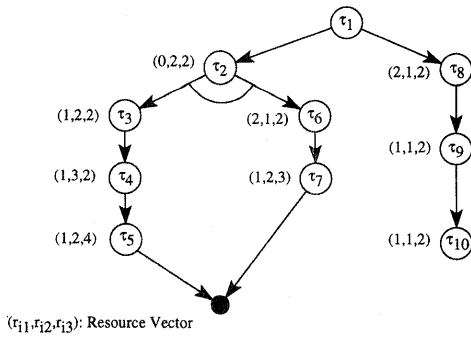 τ1
(0,2,2) τ2 (2,1,2) τ8
(1,2,2) τ3 (2,1,2) τ6 (1,1,2) τ9
(1,3,2) τ4 (1,2,3) τ7
(1,2,4) τ5 (1,1,2) τ10
(ri1,ri2,ri3): Resource Vector